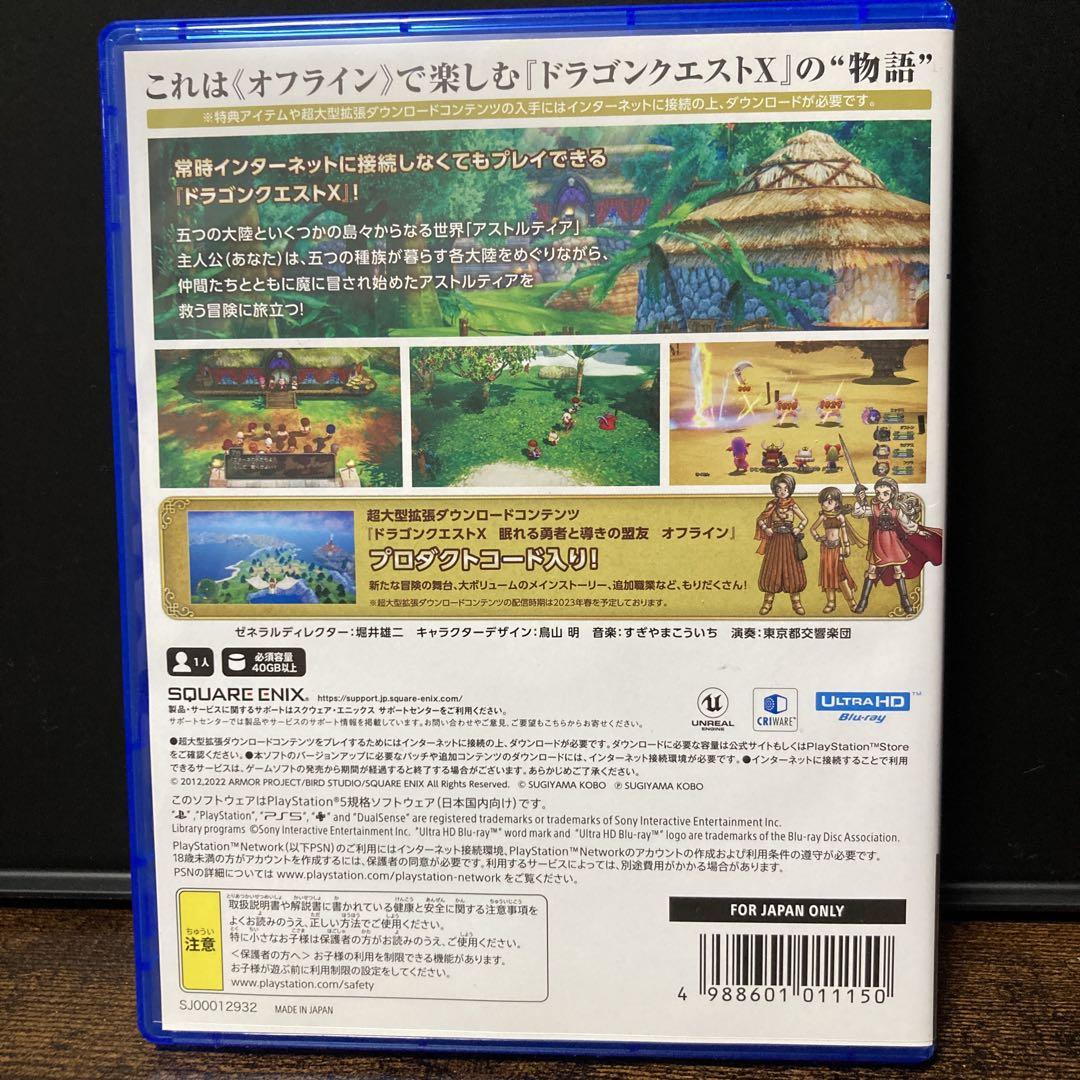 これは《オフライン》で楽しむ『ドラゴンクエストX』の“物語”
※特典アイテムや超大型拡張ダウンロードコンテンツの入手にはインターネットに接続の上、ダウンロードが必要です。
常時インターネットに接続しなくてもプレイできる
『ドラゴンクエストX』!
五つの大陸といくつかの島々からなる世界「アストルティア」
主人公(あなた)は、五つの種族が暮らす各大陸をめぐりながら、
仲間たちとともに魔に冒され始めたアストルティアを
救う冒険に旅立つ!
超大型拡張ダウンロードコンテンツ
『ドラゴンクエストX 眠れる勇者と導きの盟友 オフライン』
プロダクトコード入り!
新たな冒険の舞台、大ボリュームのメインストーリー、追加職業など、もりだくさん!
※超大型拡張ダウンロードコンテンツの配信時期は2023年春を予定しております。
ゼネラルディレクター:堀井雄二 キャラクターデザイン:鳥山 明 音楽:すぎやまこういち 演奏:東京都交響楽団
1人
必須容量
40GB以上
SQUARE ENIX® https://support.jp.square-enix.com/
製品・サービスに関するサポートはスクウェア・エニックス サポートセンターをご利用ください。
サポートセンターでは製品やサービスのサポート情報を掲載しています。お問い合わせやご意見、ご要望もこちらからお寄せください。
UNREAL
ENGINE
CRIWARE™
ULTRA HD™
Blu-ray
●超大型拡張ダウンロードコンテンツをプレイするためにはインターネットに接続の上、ダウンロードが必要です。ダウンロードに必要な容量は公式サイトもしくはPlayStation™Store
をご確認ください。●本ソフトのバージョンアップに必要なパッチや追加コンテンツのダウンロードには、インターネット接続環境が必要です。●インターネットに接続することで利用
できるサービスは、ゲームソフトの発売から期間が経過すると終了する場合がございます。あらかじめご了承ください。
© 2012,2022 ARMOR PROJECT/BIRD STUDIO/SQUARE ENIX All Rights Reserved. © SUGIYAMA KOBO ℗ SUGIYAMA KOBO
このソフトウェアはPlayStation®5規格ソフトウェア(日本国内向け)です。
" ","PlayStation", "PS5", " " and "DualSense" are registered trademarks or trademarks of Sony Interactive Entertainment Inc.
Library programs ©Sony Interactive Entertainment Inc. "Ultra HD Blu-ray™" word mark and "Ultra HD Blu-ray™" logo are trademarks of the Blu-ray Disc Association.
PlayStation™Network(以下PSN)のご利用にはインターネット接続環境、PlayStation™Networkのアカウントの作成および利用条件の遵守が必要です。
18歳未満の方がアカウントを作成するには、保護者の同意が必要です。利用するサービスによっては、別途費用がかかる場合があります。
PSNの詳細については www.playstation.com/playstation-network をご覧ください。
ちゅうい
注意
取扱説明書や解説書に書かれている健康と安全に関する注意事項を
よくお読みのうえ、正しい方法でご使用ください。
特に小さなお子様は保護者の方がお読みのうえ、ご使用ください。
<保護者の方へ> お子様の利用を制限できる機能があります。
お子様が遊ぶ前に利用制限の設定をしてください。
www.playstation.com/safety
FOR JAPAN ONLY
4 988601 011150
SJ00012932 MADE IN JAPAN